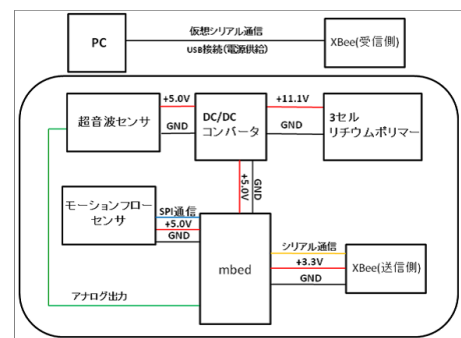 PC
仮想シリアル通信
USB接続(電源供給)
XBee(受信側)
超音波センサ
+5.0V
GND
DC/DC
コンバータ
+11.1V
GND
3セル
リチウムポリマー
+5.0V
GND
モーションフロー
センサ
SPI通信
+5.0V
GND
mbed
シリアル通信
+3.3V
GND
XBee(送信側)
アナログ出力